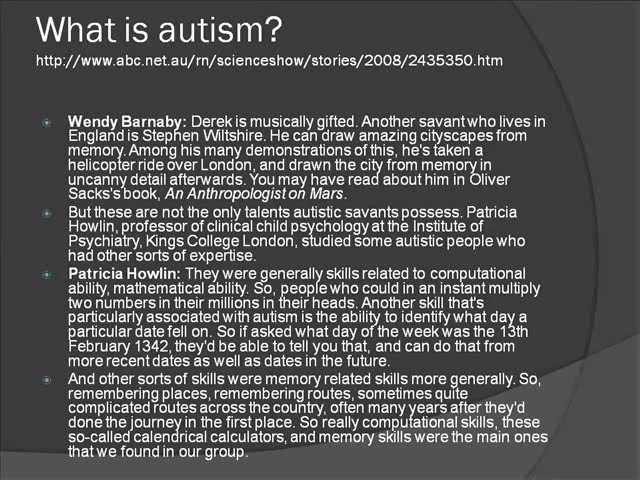 What is autism?
http://www.abc.net.au/rn/scienceshow/stories/2008/2435350.htm
Wendy Barnaby: Derek is musically gifted. Another savant who lives in
England is Stephen Wiltshire. He can draw amazing cityscapes from
memory. Among his many demonstrations of this, he's taken a
helicopter ride over London, and drawn the city from memory in
uncanny detail afterwards. You may have read about him in Oliver
Sacks's book, An Anthropologist on Mars.
But these are not the only talents autistic savants possess. Patricia
Howlin, professor of clinical child psychology at the Institute of
Psychiatry, Kings College London, studied some autistic people who
had other sorts of expertise.
Patricia Howlin: They were generally skills related to computational
ability, mathematical ability. So, people who could in an instant multiply
two numbers in their millions in their heads. Another skill that's
particularly associated with autism is the ability to identify what day a
particular date fell on. So if asked what day of the week was the 13th
February 1342, they'd be able to tell you that, and can do that from
more recent dates as well as dates in the future.
And other sorts of skills were memory related skills more generally. So,
remembering places, remembering routes, sometimes quite
complicated routes across the country, often many years after they'd
done the journey in the first place. So really computational skills, these
so-called calendrical calculators, and memory skills were the main ones
that we found in our group.